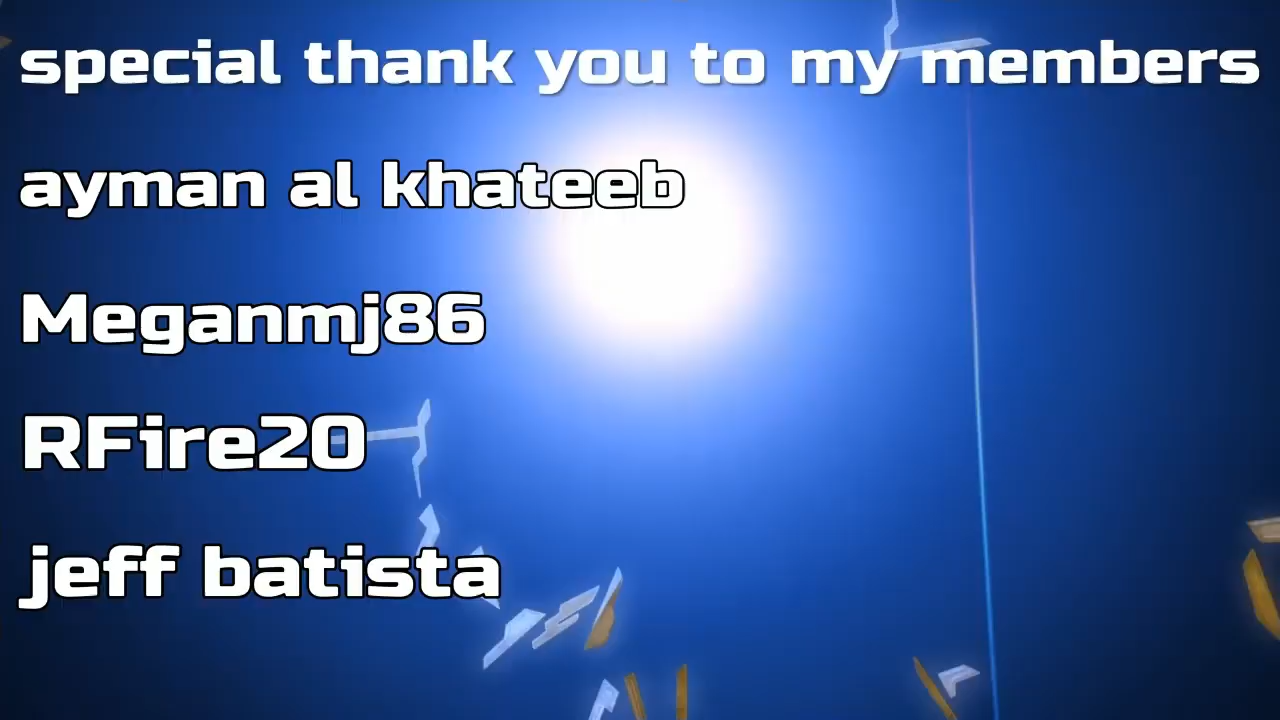 special thank you to my members
ayman al khateeb
Meganmj86
RFire20
jeff batista